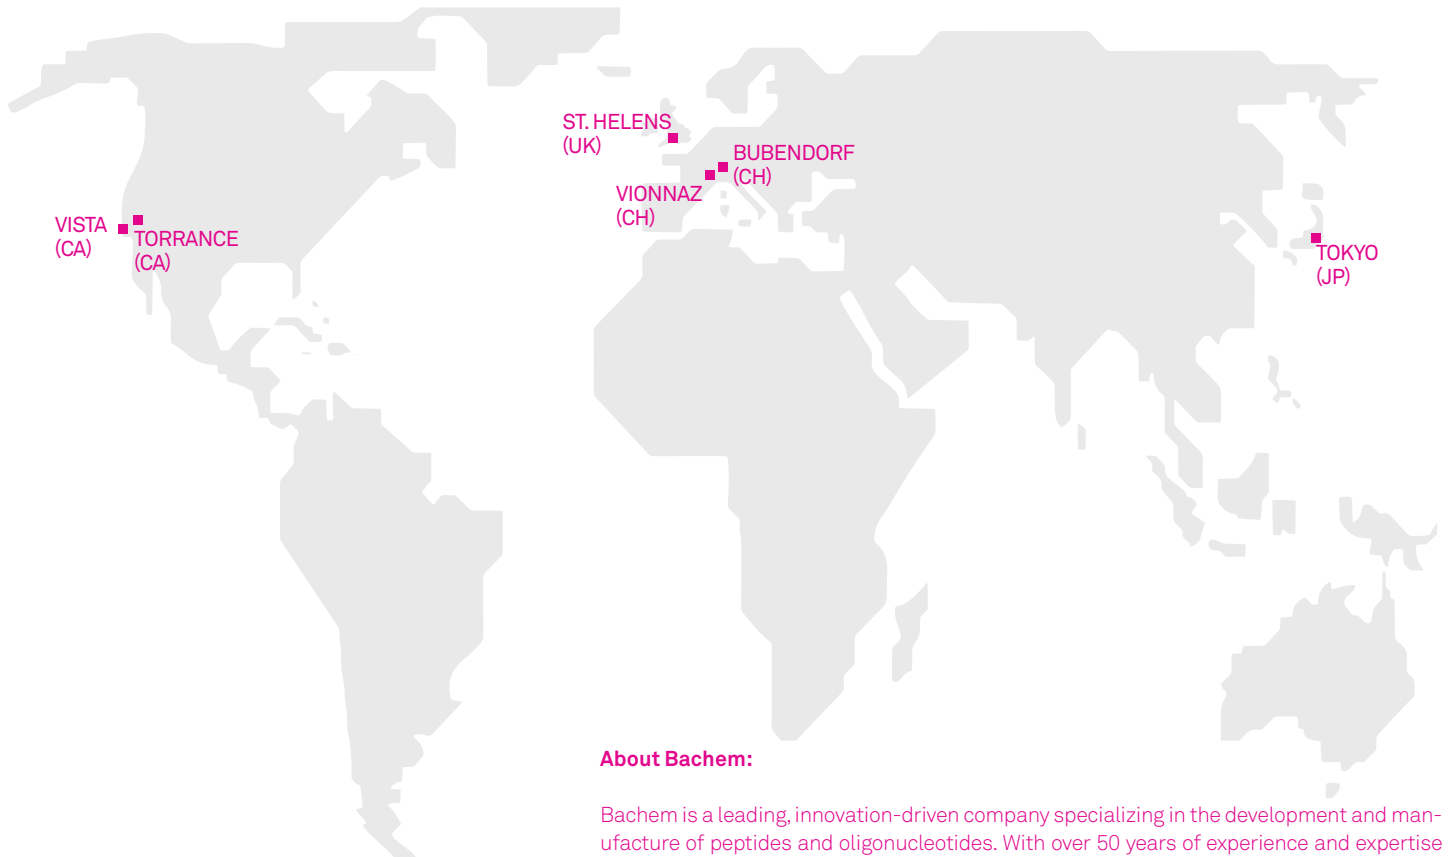 ST. HELENS
(UK)
BUBENDORF
(CH)
VIONNAZ
(CH)
VISTA
(CA)
TORRANCE
(CA)
TOKYO
(JP)
About Bachem:
Bachem is a leading, innovation-driven company specializing in the development and man-
ufacture of peptides and oligonucleotides. With over 50 years of experience and expertise